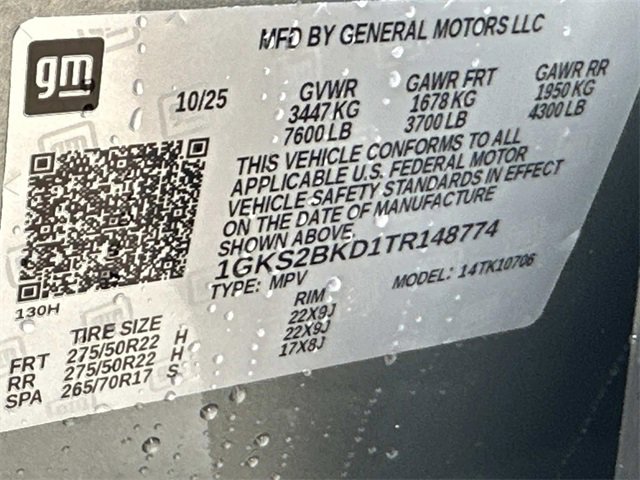 gm
MFD BY GENERAL MOTORS LLC
10/25 GVWR GAWR FRT GAWR RR
3447 KG 1678 KG 1950 KG
7600 LB 3700 LB 4300 LB
THIS VEHICLE CONFORMS TO ALL
APPLICABLE U.S. FEDERAL MOTOR
VEHICLE SAFETY STANDARDS IN EFFECT
ON THE DATE OF MANUFACTURE
SHOWN ABOVE.
1GKS2BKD1TR148774
TYPE: MPV MODEL: 14TK10706
130H
TIRE SIZE RIM
FRT 275/50R22 H 22X9J
RR 275/50R22 H 22X9J
SPA 265/70R17 S 17X8J